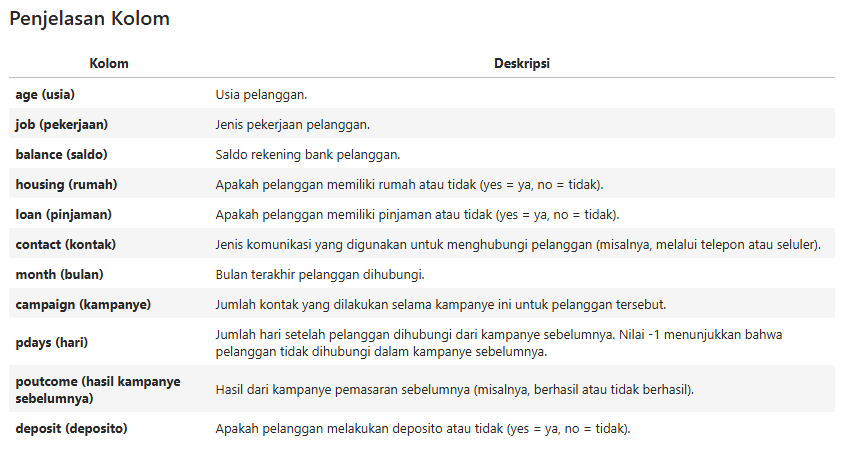 Penjelasan Kolom
Kolom Deskripsi
age (usia) Usia pelanggan.
job (pekerjaan) Jenis pekerjaan pelanggan.
balance (saldo) Saldo rekening bank pelanggan.
housing (rumah) Apakah pelanggan memiliki rumah atau tidak (yes = ya, no = tidak).
loan (pinjaman) Apakah pelanggan memiliki pinjaman atau tidak (yes = ya, no = tidak).
contact (kontak) Jenis komunikasi yang digunakan untuk menghubungi pelanggan (misalnya, melalui telepon atau seluler).
month (bulan) Bulan terakhir pelanggan dihubungi.
campaign (kampanye) Jumlah kontak yang dilakukan selama kampanye ini untuk pelanggan tersebut.
pdays (hari) Jumlah hari setelah pelanggan dihubungi dari kampanye sebelumnya. Nilai -1 menunjukkan bahwa
pelanggan tidak dihubungi dalam kampanye sebelumnya.
poutcome (hasil kampanye
sebelumnya) Hasil dari kampanye pemasaran sebelumnya (misalnya, berhasil atau tidak berhasil).
deposit (deposito) Apakah pelanggan melakukan deposito atau tidak (yes = ya, no = tidak).